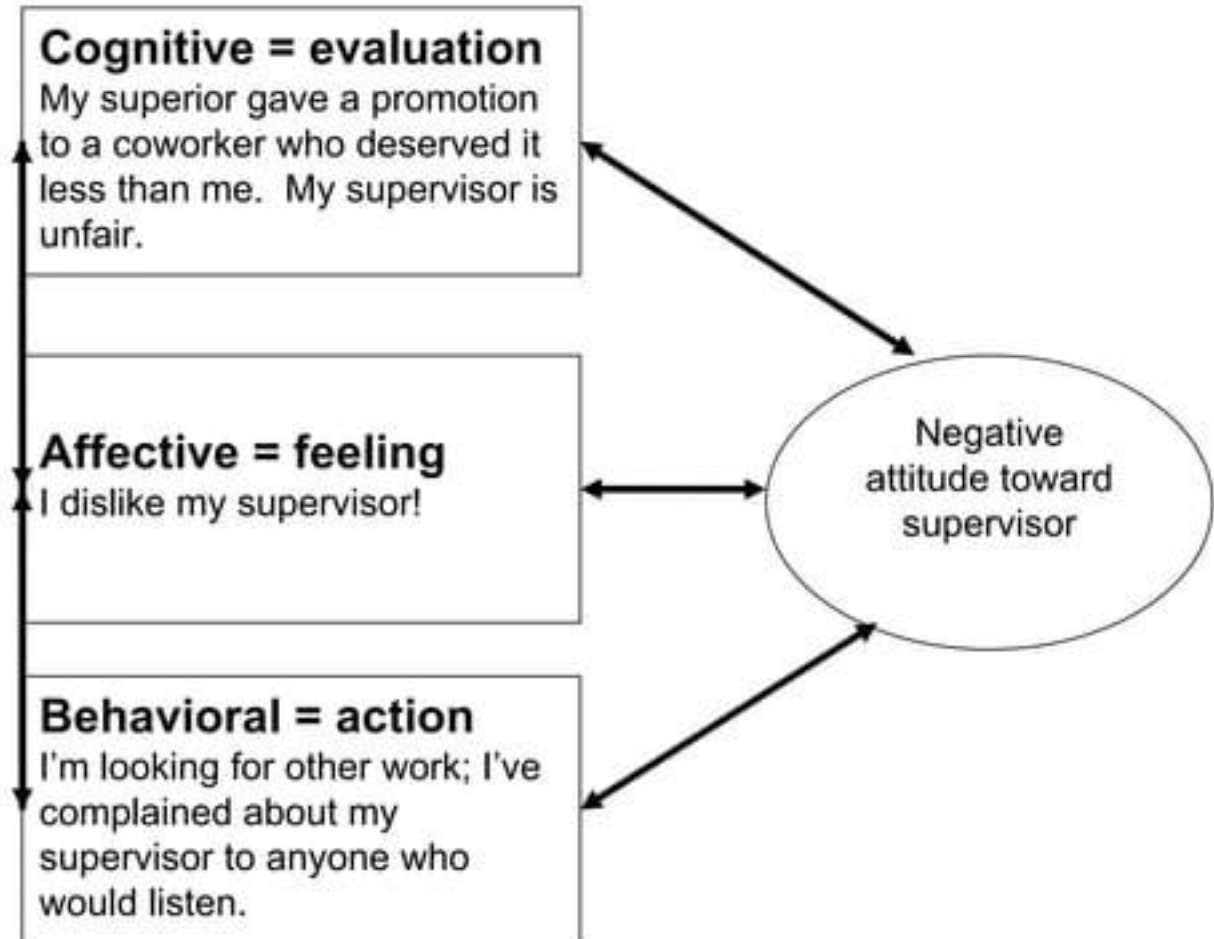 Cognitive = evaluation
My superior gave a promotion
to a coworker who deserved it
less than me.  My supervisor is
unfair.
Affective = feeling
I dislike my supervisor!
Behavioral = action
I'm looking for other work; I've
complained about my
supervisor to anyone who
would listen.
Negative
attitude toward
supervisor